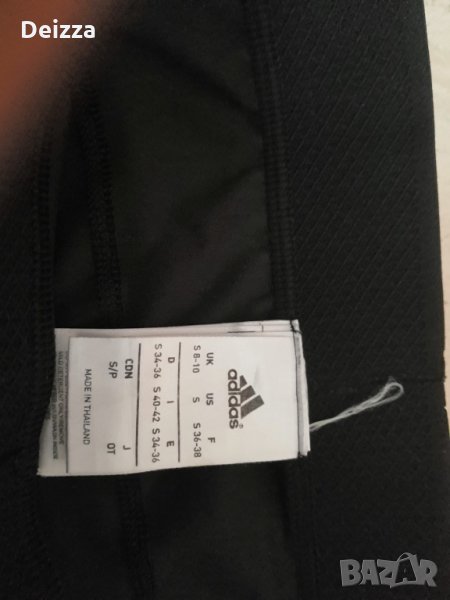 Deizza
adidas
UK US F
S 8-10 S S 36-38
D I E
S 34-36 S 40-42 S 34-36
CDN J
S/P OT
MADE IN THAILAND
BAZAR